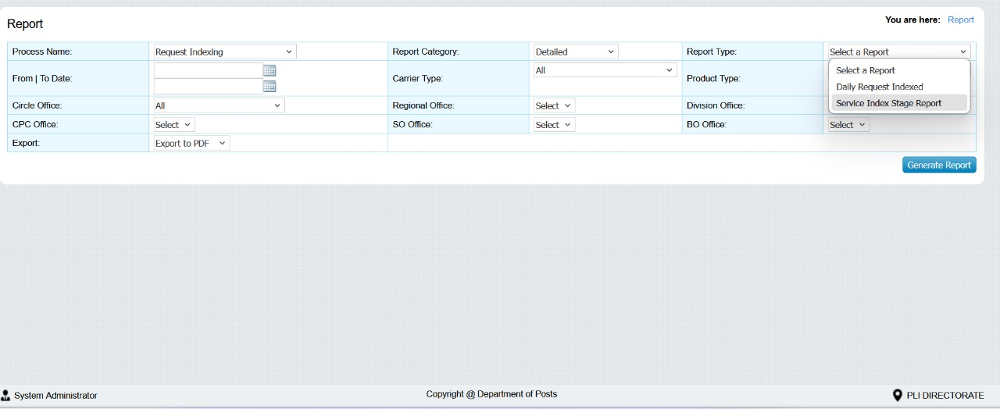 Report
You are here: Report
Process Name: Request Indexing Report Category: Detailed Report Type: Select a Report
Select a Report
Daily Request Indexed
Service Index Stage Report
From | To Date: Carrier Type: All Product Type:
Circle Office: All Regional Office: Select Division Office:
CPC Office: Select SO Office: Select BO Office: Select
Export: Export to PDF
Generate Report
System Administrator Copyright @ Department of Posts PLI DIRECTORATE